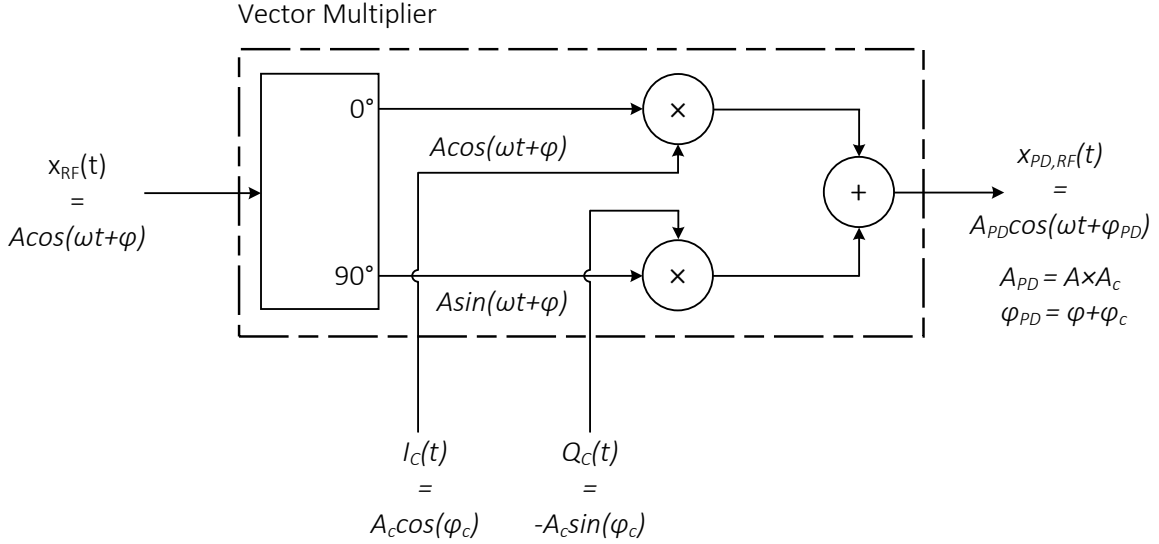 Vector Multiplier
0°
×
Acos(ωt+φ)
x_RF(t)
=
Acos(ωt+φ)
+
x_PD,RF(t)
=
A_PDcos(ωt+φ_PD)
A_PD = A×A_c
φ_PD = φ+φ_c
90°
×
Asin(ωt+φ)
I_C(t)
=
A_ccos(φ_c)
Q_C(t)
=
-A_csin(φ_c)